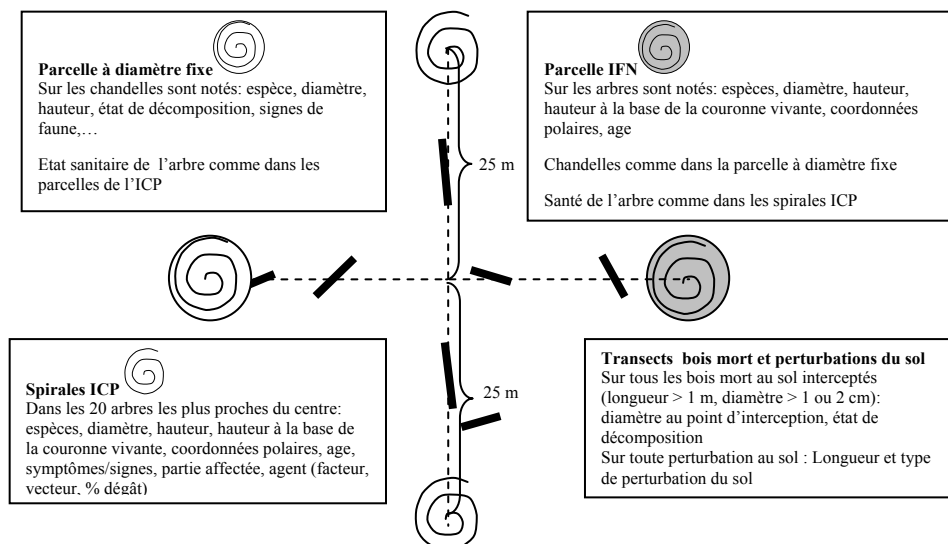 Parcelle à diamètre fixe
Sur les chandelles sont notés: espèce, diamètre,
hauteur, état de décomposition, signes de
faune,…
Etat sanitaire de l’arbre comme dans les
parcelles de l’ICP
Parcelle IFN
Sur les arbres sont notés: espèces, diamètre, hauteur,
hauteur à la base de la couronne vivante, coordonnées
polaires, age
Chandelles comme dans la parcelle à diamètre fixe
Santé de l’arbre comme dans les spirales ICP
25 m
25 m
Spirales ICP
Dans les 20 arbres les plus proches du centre:
espèces, diamètre, hauteur, hauteur à la base de
la couronne vivante, coordonnées polaires, age,
symptômes/signes, partie affectée, agent (facteur,
vecteur, % dégât)
Transects bois mort et perturbations du sol
Sur tous les bois mort au sol interceptés
(longueur > 1 m, diamètre > 1 ou 2 cm):
diamètre au point d’interception, état de
décomposition
Sur toute perturbation au sol : Longueur et type
de perturbation du sol